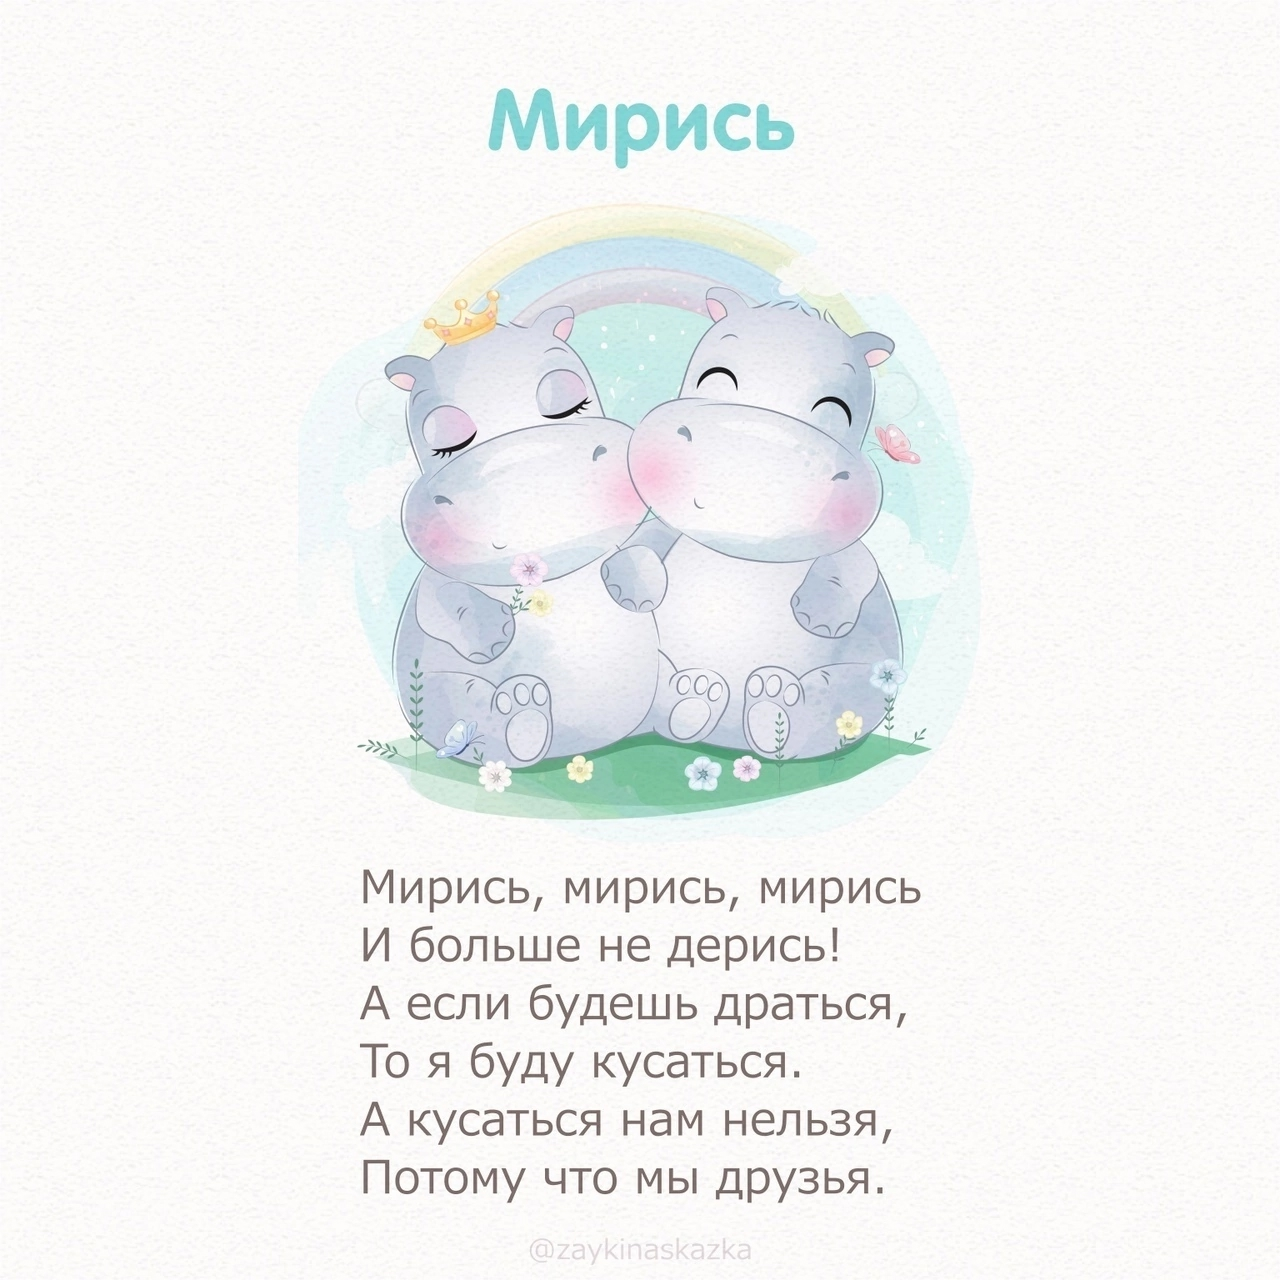 Мирись
Мирись, мирись, мирись
И больше не дерись!
А если будешь драться,
То я буду кусаться.
А кусаться нам нельзя,
Потому что мы друзья.
@zaykinaskazka